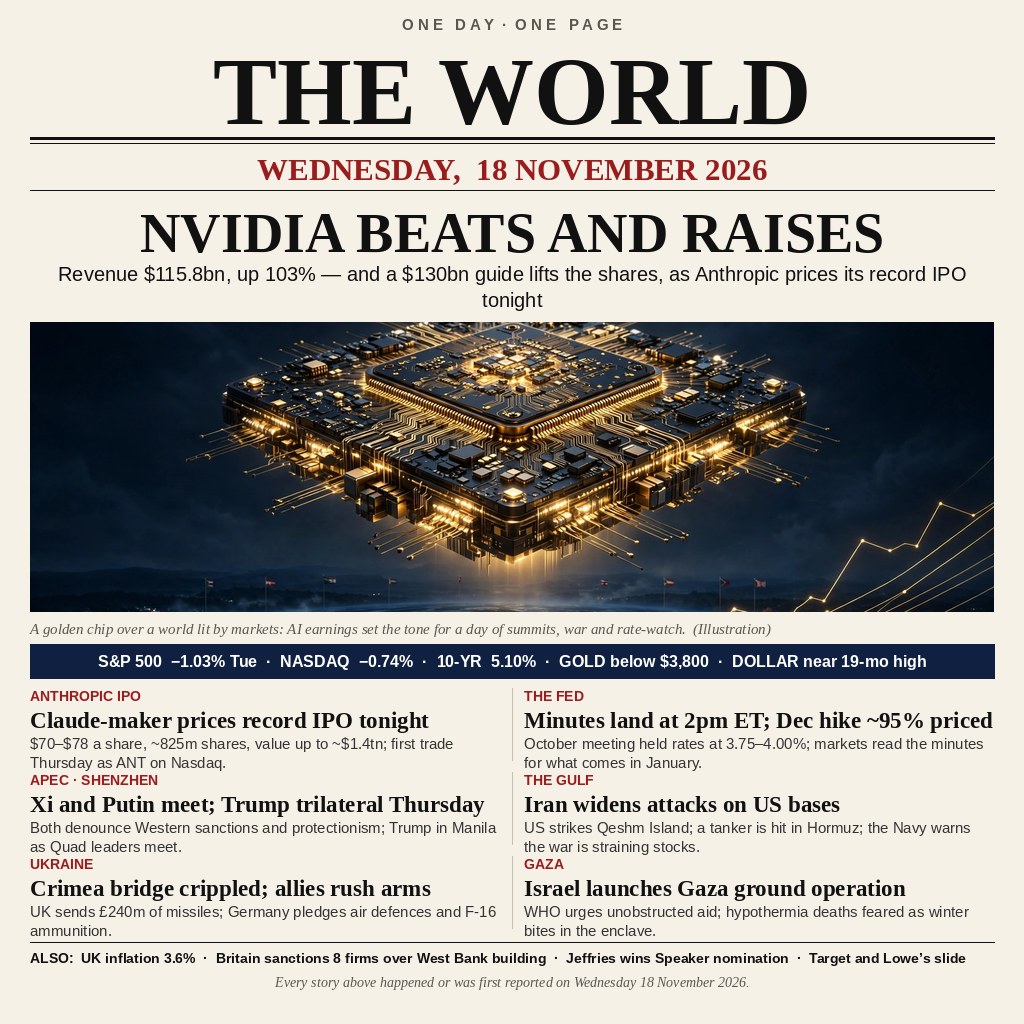 ONE DAY · ONE PAGE
THE WORLD
WEDNESDAY, 18 NOVEMBER 2026
NVIDIA BEATS AND RAISES
Revenue $115.8bn, up 103% — and a $130bn guide lifts the shares, as Anthropic prices its record IPO
tonight
A golden chip over a world lit by markets: AI earnings set the tone for a day of summits, war and rate-watch. (Illustration)
S&P 500 −1.03% Tue · NASDAQ −0.74% · 10-YR 5.10% · GOLD below $3,800 · DOLLAR near 19-mo high
ANTHROPIC IPO
Claude-maker prices record IPO tonight
$70–$78 a share, ~825m shares, value up to ~$1.4tn; first trade
Thursday as ANT on Nasdaq.
THE FED
Minutes land at 2pm ET; Dec hike ~95% priced
October meeting held rates at 3.75–4.00%; markets read the minutes
for what comes in January.
APEC · SHENZHEN
Xi and Putin meet; Trump trilateral Thursday
Both denounce Western sanctions and protectionism; Trump in Manila
as Quad leaders meet.
THE GULF
Iran widens attacks on US bases
US strikes Qeshm Island; a tanker is hit in Hormuz; the Navy warns
the war is straining stocks.
UKRAINE
Crimea bridge crippled; allies rush arms
UK sends £240m of missiles; Germany pledges air defences and F-16
ammunition.
GAZA
Israel launches Gaza ground operation
WHO urges unobstructed aid; hypothermia deaths feared as winter
bites in the enclave.
ALSO: UK inflation 3.6% · Britain sanctions 8 firms over West Bank building · Jeffries wins Speaker nomination · Target and Lowe’s slide
Every story above happened or was first reported on Wednesday 18 November 2026.